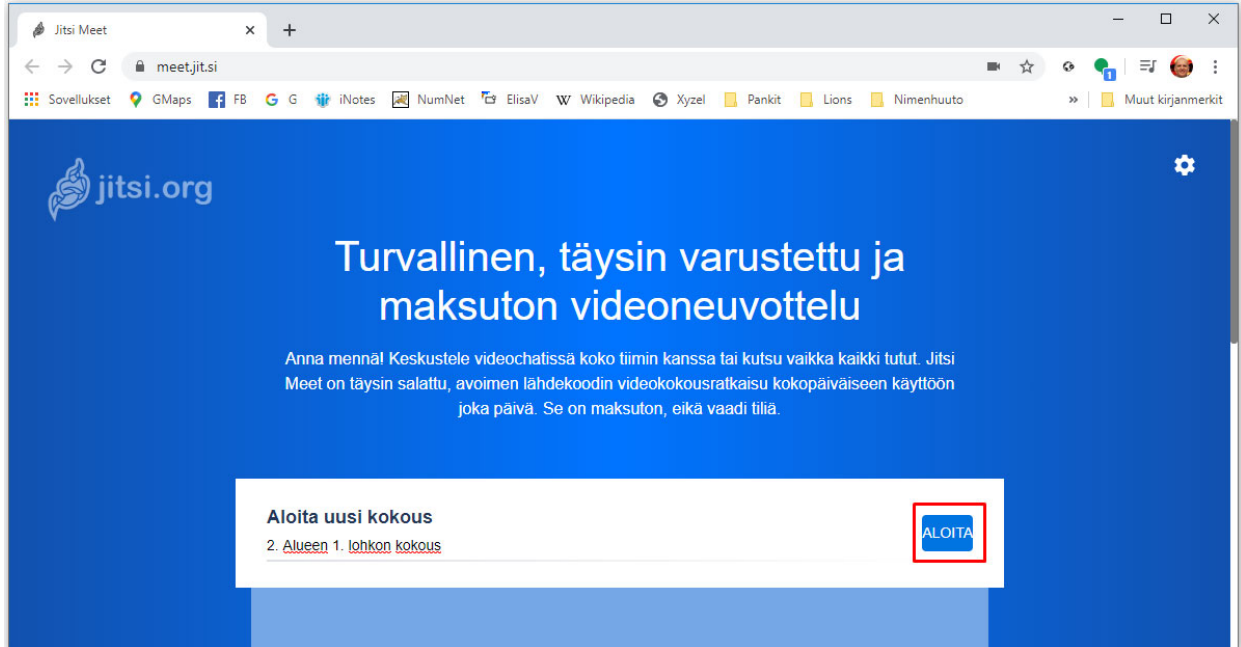 Jitsi Meet
meet.jit.si
Sovellukset GMaps FB G iNotes NumNet ElisaV Wikipedia Xyzel Pankit Lions Nimenhuuto » Muut kirjanmerkit
1
jitsi.org
Turvallinen, täysin varustettu ja
maksuton videoneuvottelu
Anna mennä! Keskustele videochatissä koko tiimin kanssa tai kutsu vaikka kaikki tutut. Jitsi
Meet on täysin salattu, avoimen lähdekoodin videokokousratkaisu kokopäiväiseen käyttöön
joka päivä. Se on maksuton, eikä vaadi tiliä.
Aloita uusi kokous
2. Alueen 1. lohkon kokous
ALOITA